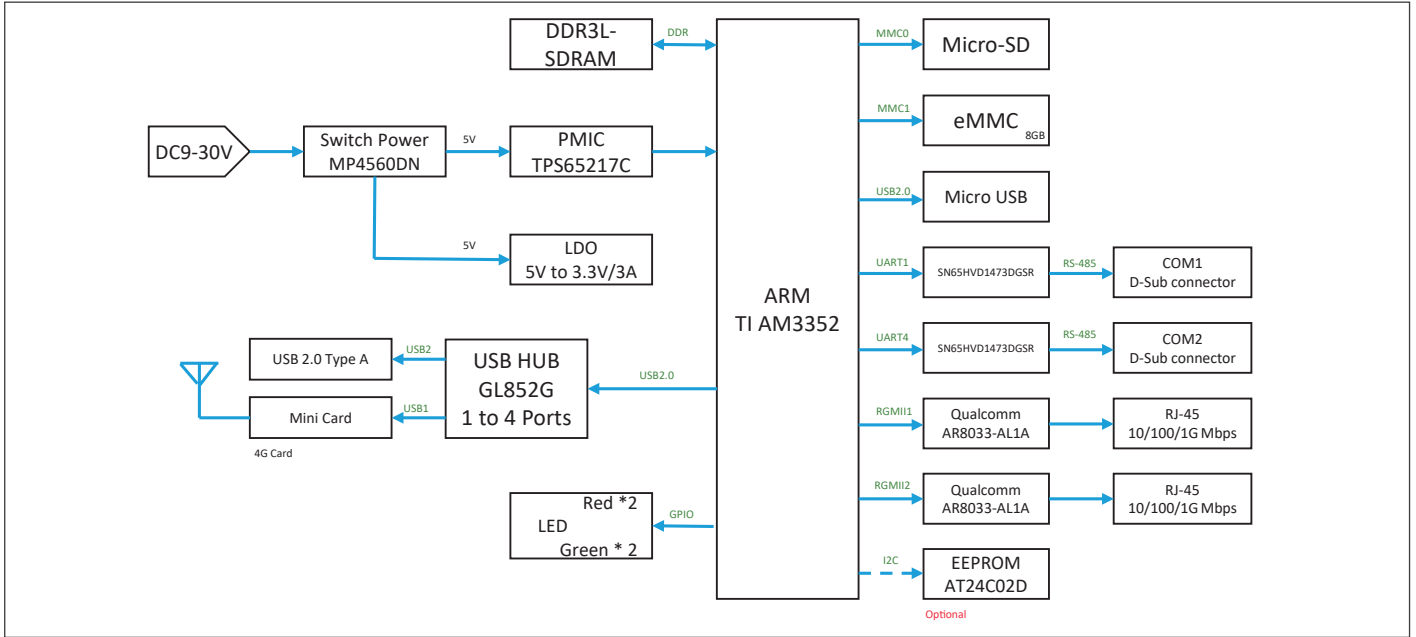 DDR3L-
SDRAM
DDR
MMC0
Micro-SD
MMC1
eMMC
8GB
DC9-30V
Switch Power
MP4560DN
5V
PMIC
TPS65217C
USB2.0
Micro USB
5V
LDO
5V to 3.3V/3A
ARM
TI AM3352
UART1
SN65HVD1473DGSR
RS-485
COM1
D-Sub connector
UART4
SN65HVD1473DGSR
RS-485
COM2
D-Sub connector
USB 2.0 Type A
USB2
USB HUB
GL852G
1 to 4 Ports
USB2.0
Mini Card
USB1
4G Card
RGMII1
Qualcomm
AR8033-AL1A
RJ-45
10/100/1G Mbps
RGMII2
Qualcomm
AR8033-AL1A
RJ-45
10/100/1G Mbps
Red *2
LED
Green * 2
GPIO
I2C
EEPROM
AT24C02D
Optional